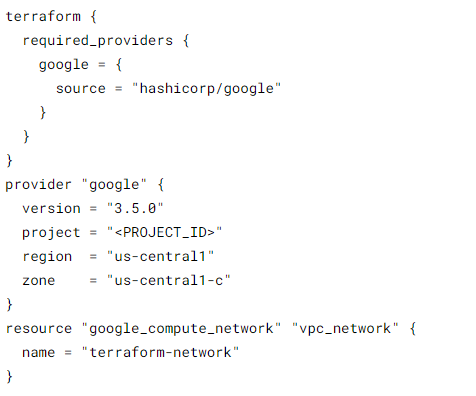 terraform {
  required_providers {
    google = {
      source = "hashicorp/google"
    }
  }
}
provider "google" {
  version = "3.5.0"
  project = "<PROJECT_ID>"
  region  = "us-central1"
  zone    = "us-central1-c"
}
resource "google_compute_network" "vpc_network" {
  name = "terraform-network"
}